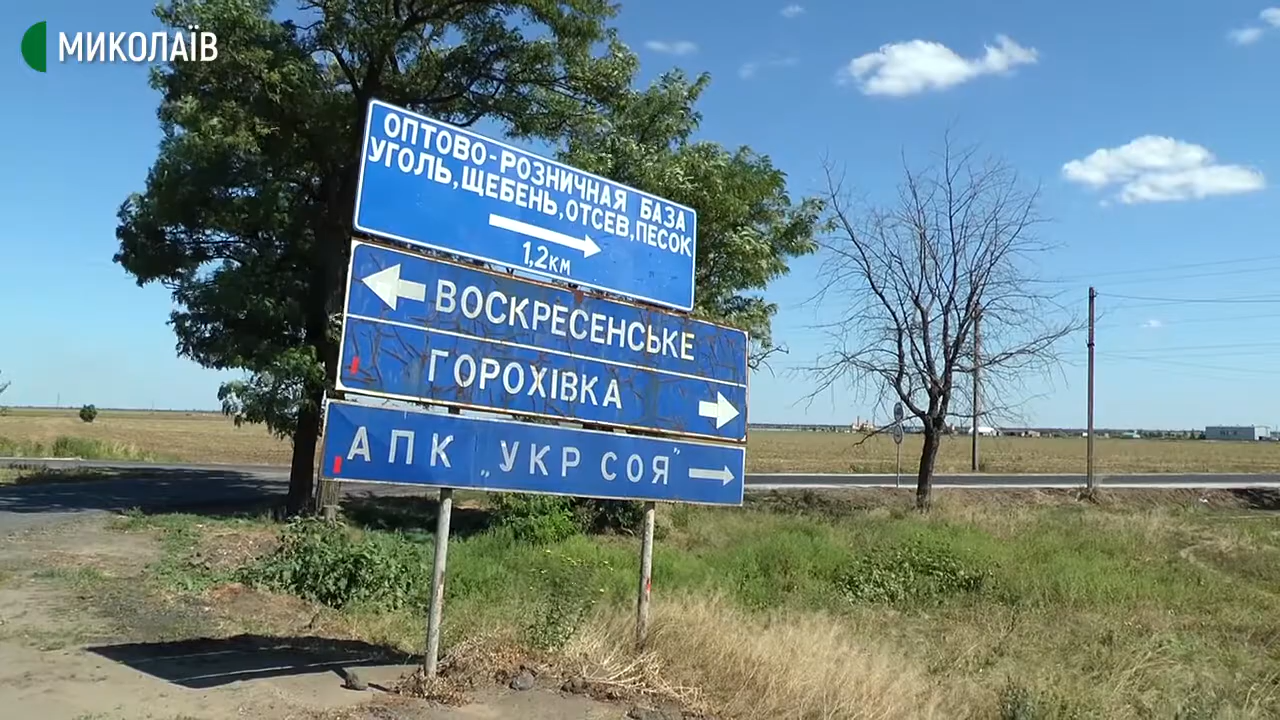 МИКОЛАЇВ
ОПТОВО-РОЗНИЧНАЯ БАЗА
УГОЛЬ, ЩЕБЕНЬ, ОТСЕВ, ПЕСОК
1,2КМ
ВОСКРЕСЕНСЬКЕ
ГОРОХІВКА
АПК „УКР СОЯ"